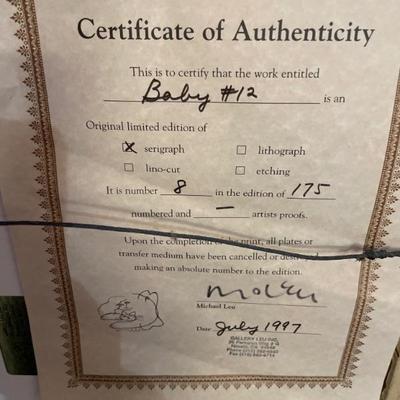 Certificate of Authenticity
This is to certify that the work entitled
Baby #12 is an
Original limited edition of
X serigraph lithograph
lino-cut etching
It is number 8 in the edition of 175
numbered and — artists proofs.
Upon the completion the print, all plates or
transfer medium have been cancelled or
making an absolute number to the edition.
Michael Leu
Date July 1997
GALLERY LEU INC.